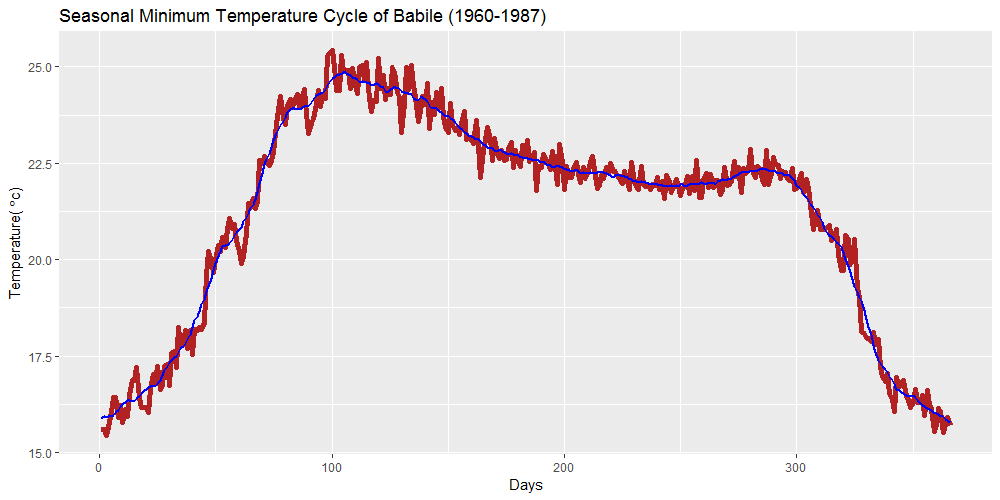 Seasonal Minimum Temperature Cycle of Babile (1960-1987)
Temperature( °c)
25.0
22.5
20.0
17.5
15.0
0 100 200 300
Days